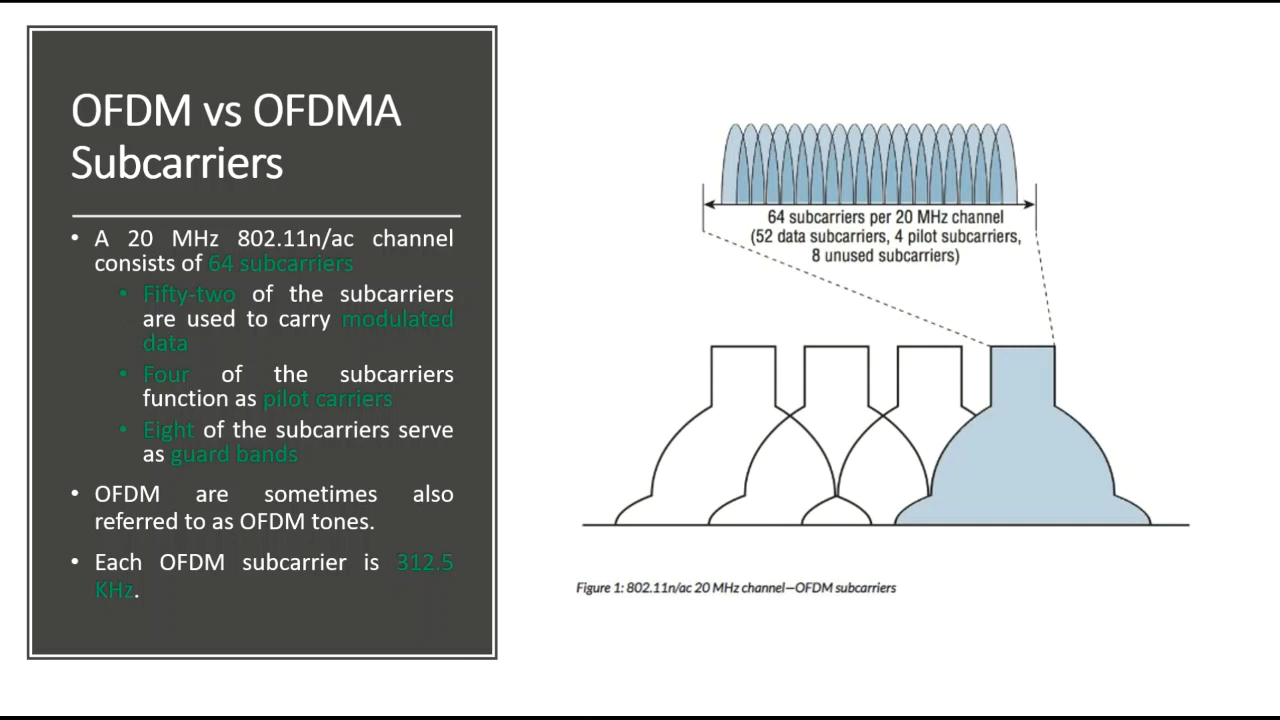 OFDM vs OFDMA
Subcarriers
• A 20 MHz 802.11n/ac channel
consists of 64 subcarriers
• Fifty-two of the subcarriers
are used to carry modulated
data
• Four of the subcarriers
function as pilot carriers
• Eight of the subcarriers serve
as guard bands
• OFDM are sometimes also
referred to as OFDM tones.
• Each OFDM subcarrier is 312.5
KHz.
64 subcarriers per 20 MHz channel
(52 data subcarriers, 4 pilot subcarriers,
8 unused subcarriers)
Figure 1: 802.11n/ac 20 MHz channel—OFDM subcarriers